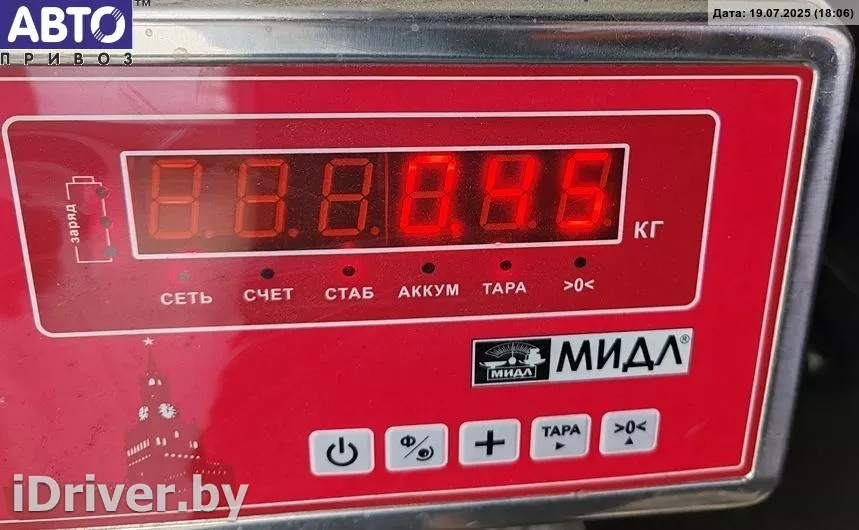 АВТО™
ПРИВОЗ
Дата: 19.07.2025 (18:06)
заряд
0.45
КГ
СЕТЬ СЧЕТ СТАБ АККУМ ТАРА >0<
МИДЛ МИДЛ®
Ф/ + ТАРА >0<
iDriver.by